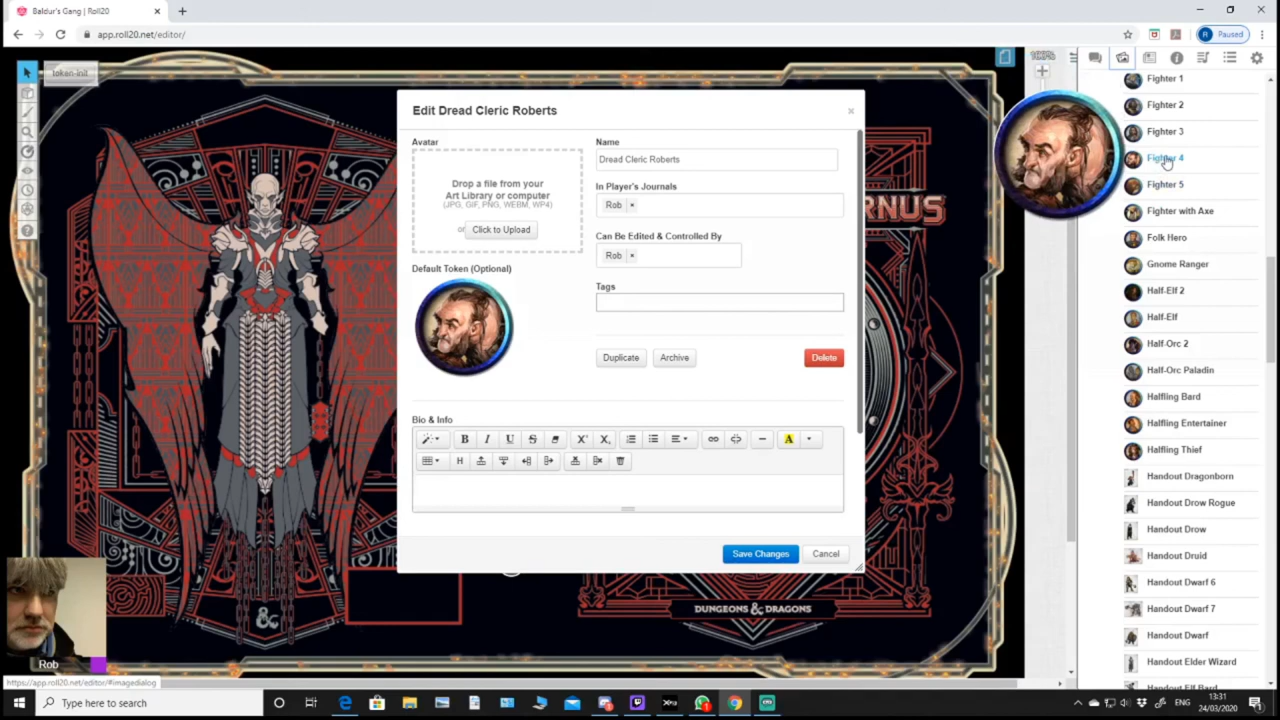 Baldur's Gang | Roll20
app.roll20.net/editor/
Paused
token-init
Edit Dread Cleric Roberts
Avatar
Drop a file from your
Art Library or computer
(JPG, GIF, PNG, WEBM, WP4)
or Click to Upload
Default Token (Optional)
Name
Dread Cleric Roberts
In Player's Journals
Rob ×
Can Be Edited & Controlled By
Rob ×
Tags
Duplicate
Archive
Delete
Bio & Info
Save Changes
Cancel
Fighter 1
Fighter 2
Fighter 3
Fighter 4
Fighter 5
Fighter with Axe
Folk Hero
Gnome Ranger
Half-Elf 2
Half-Elf
Half-Orc 2
Half-Orc Paladin
Halfling Bard
Halfling Entertainer
Halfling Thief
Handout Dragonborn
Handout Drow Rogue
Handout Drow
Handout Druid
Handout Dwarf 6
Handout Dwarf 7
Handout Dwarf
Handout Elder Wizard
Handout Elf Bard
RNUS
DUNGEONS & DRAGONS
Rob
https://app.roll20.net/editor/#imagedialog
Type here to search
ENG
13:31
24/03/2020